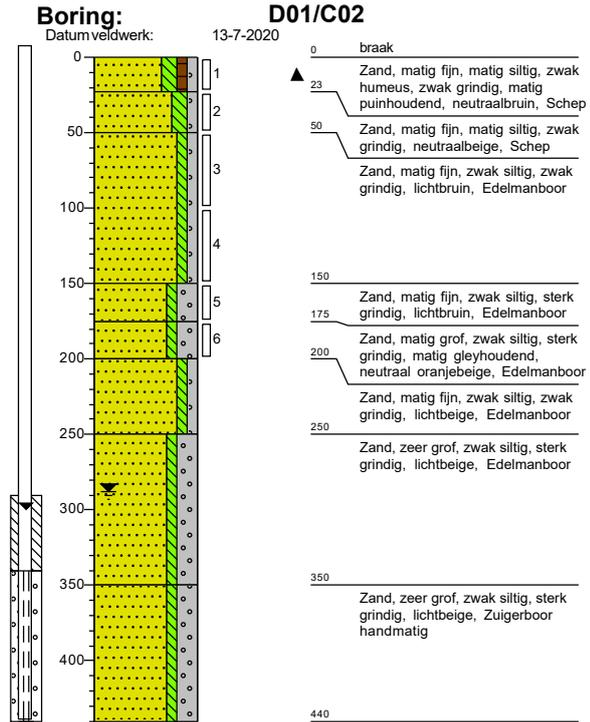 Boring: D01/C02
Datum veldwerk: 13-7-2020
0
50
100
150
200
250
300
350
400
1
2
3
4
5
6
0 braak
Zand, matig fijn, matig siltig, zwak
23 humeus, zwak grindig, matig
puinhoudend, neutraalbruin, Schep
50 Zand, matig fijn, matig siltig, zwak
grindig, neutraalbeige, Schep
Zand, matig fijn, zwak siltig, zwak
grindig, lichtbruin, Edelmanboor
150
Zand, matig fijn, zwak siltig, sterk
175 grindig, lichtbruin, Edelmanboor
Zand, matig grof, zwak siltig, sterk
200 grindig, matig gleyhoudend,
neutraal oranjebeige, Edelmanboor
Zand, matig fijn, zwak siltig, zwak
grindig, lichtbeige, Edelmanboor
250
Zand, zeer grof, zwak siltig, sterk
grindig, lichtbeige, Edelmanboor
350
Zand, zeer grof, zwak siltig, sterk
grindig, lichtbeige, Zuigerboor
handmatig
440